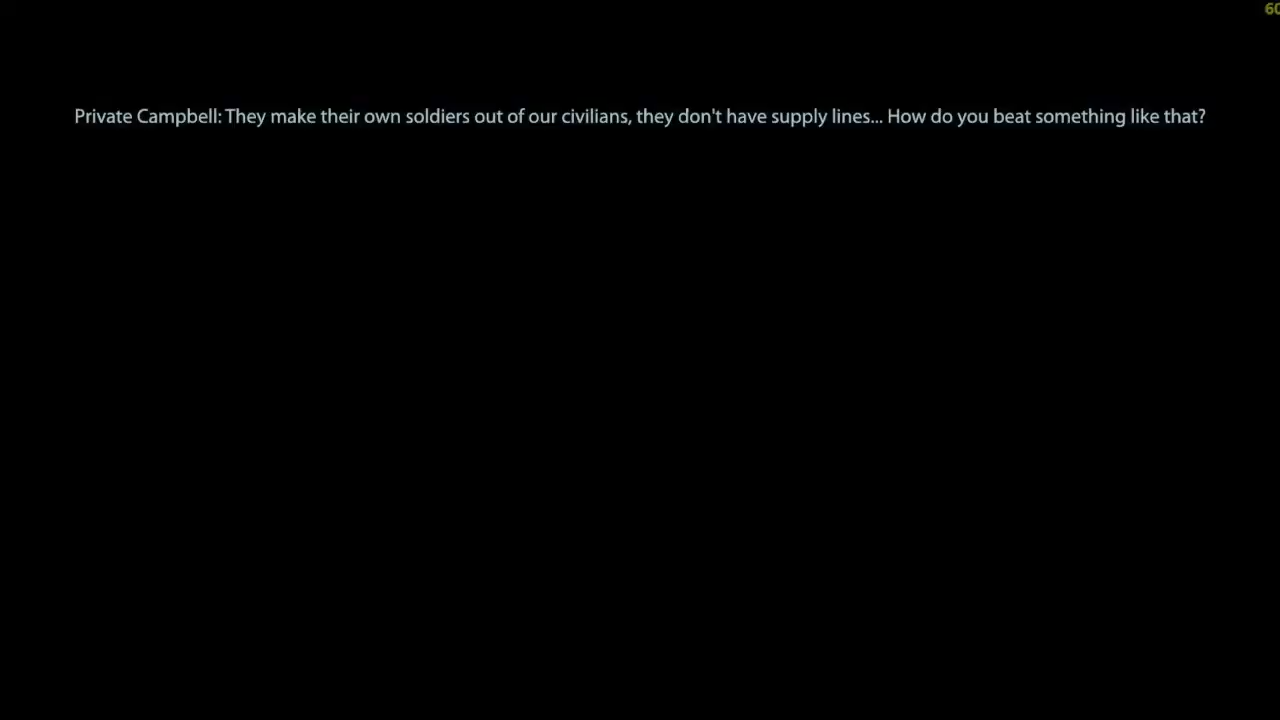 60
Private Campbell: They make their own soldiers out of our civilians, they don't have supply lines... How do you beat something like that?